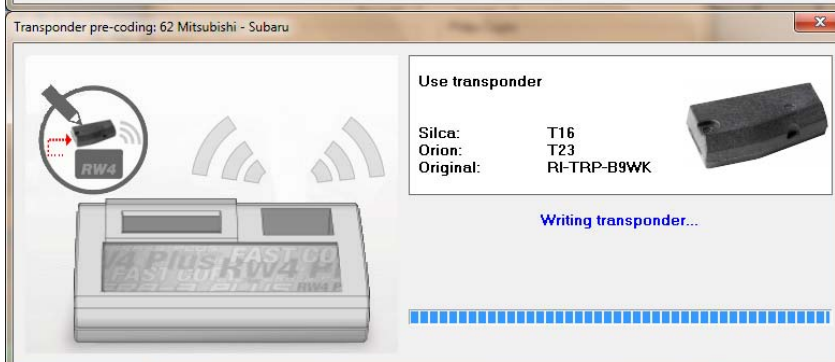 Transponder pre-coding: 62 Mitsubishi - Subaru
x
RW4
Use transponder
Silca: T16
Orion: T23
Original: RI-TRP-B9WK
Writing transponder...